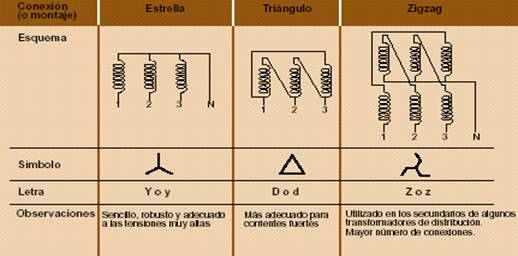 Conexión
(o montaje)
Estrella
Triángulo
Zigzag
Esquema
1 2 3 N
1 2 3
1 2 3 N
Símbolo
Letra
Y o y
D o d
Z o z
Observaciones
Sencillo, robusto y adecuado
a las tensiones muy altas
Más adecuado para
corrientes fuertes
Utilizado en los secundarios de algunos
transformadores de distribución.
Mayor número de conexiones.